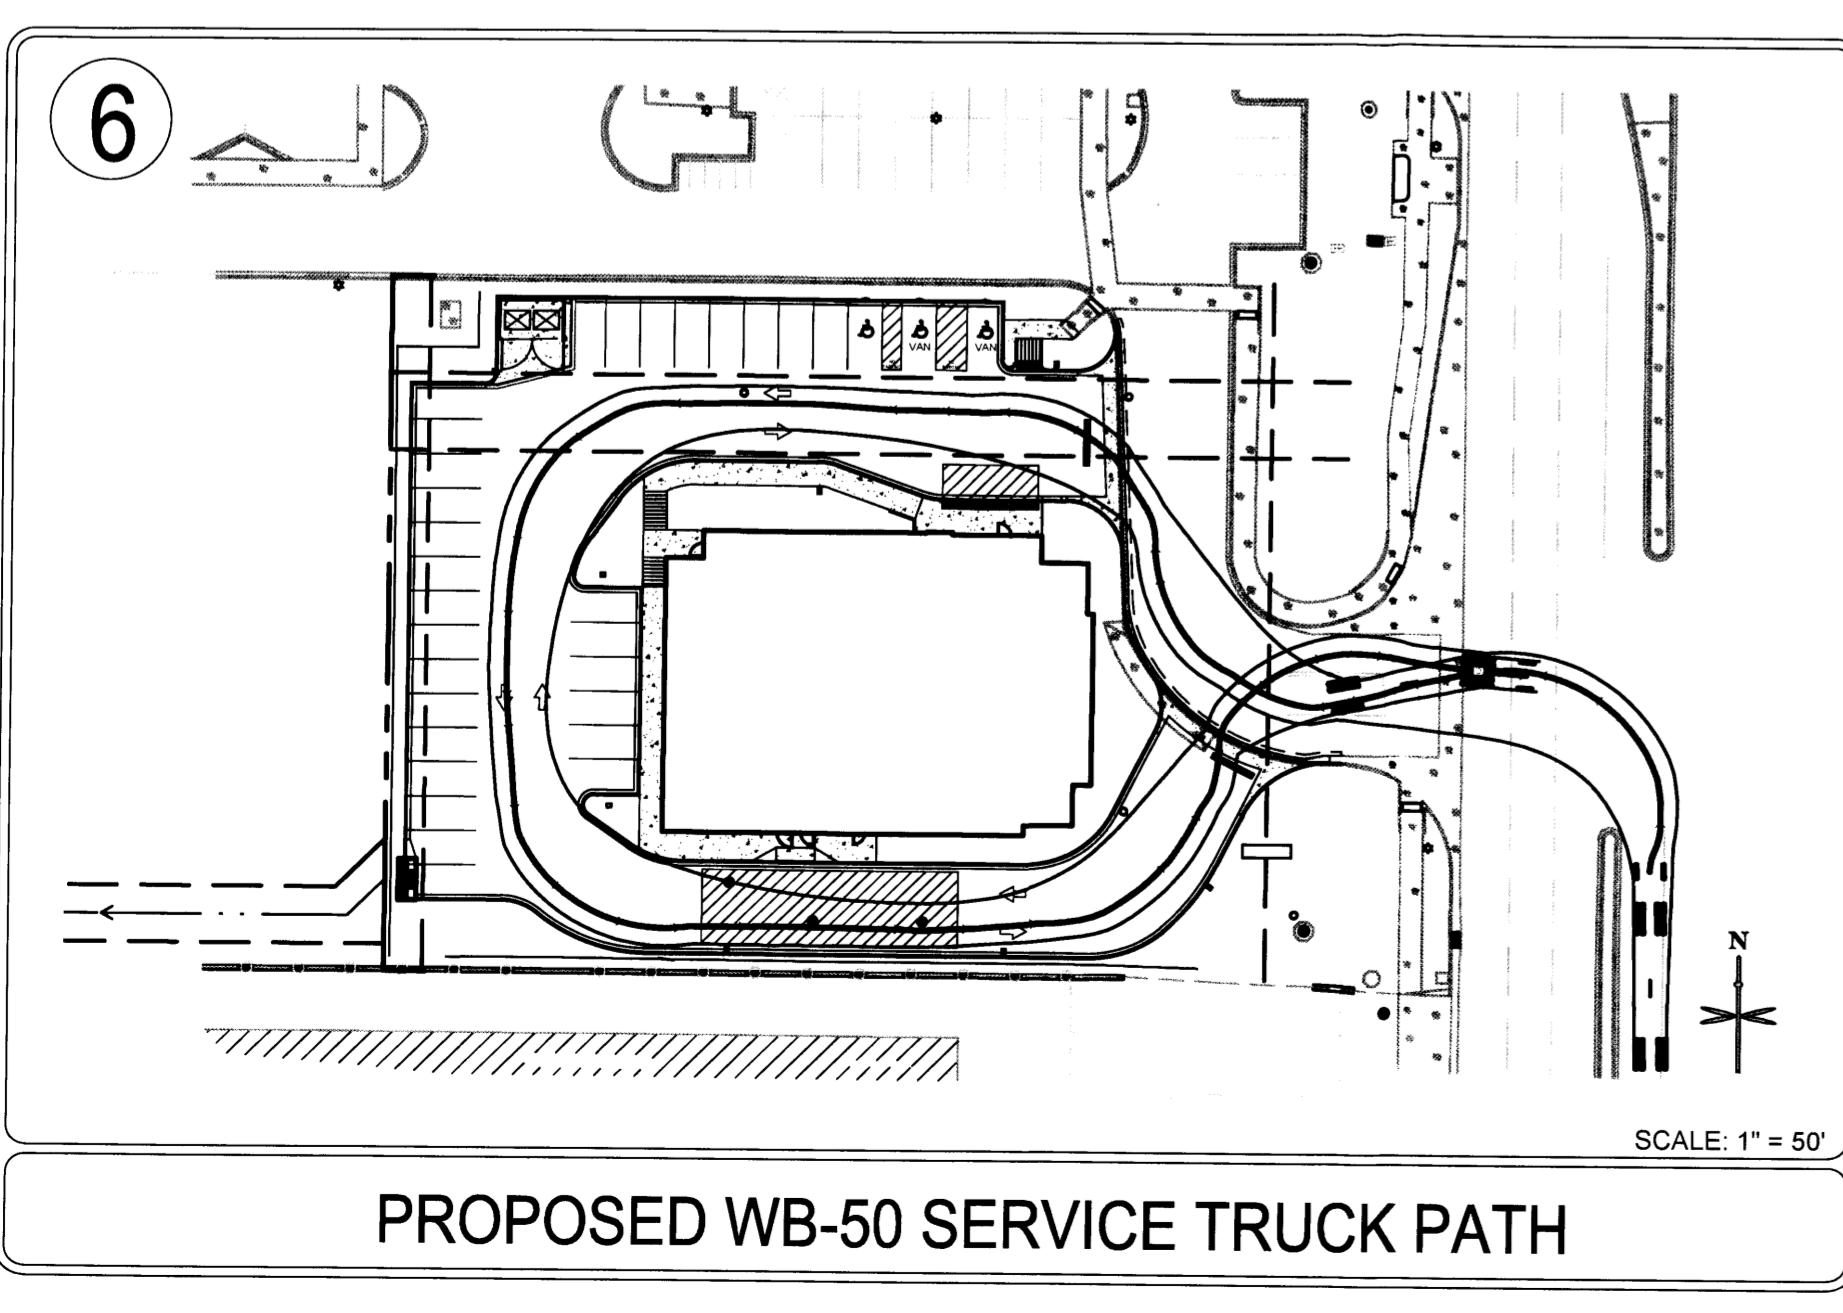 6
VAN
VAN
N
SCALE: 1" = 50'
PROPOSED WB-50 SERVICE TRUCK PATH